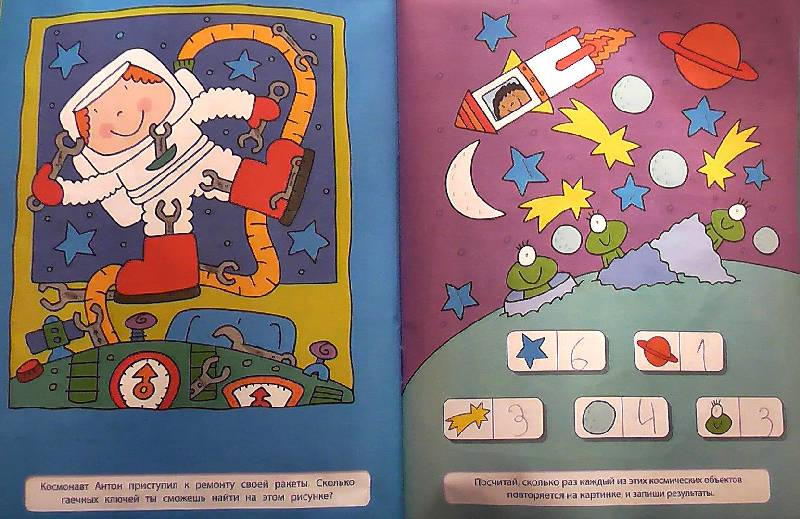 Космонавт Антон приступил к ремонту своей ракеты. Сколько
гаечных ключей ты сможешь найти на этом рисунке?
6
1
3
4
3
Посчитай, сколько раз каждый из этих космических объектов
повторяется на картинке, и запиши результаты.